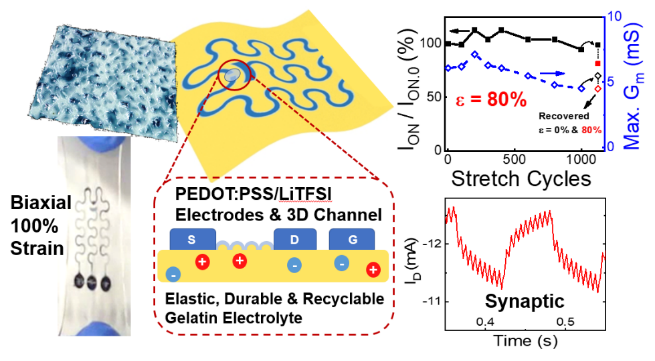 Biaxial
100%
Strain
PEDOT:PSS/LiTFSI
Electrodes & 3D Channel
S
D
G
+
+
-
-
-
+
Elastic, Durable & Recyclable
Gelatin Electrolyte
I_ON / I_ON,0 (%)
100
50
0
10
5
0
Max. G_m (mS)
ε = 80%
Recovered
ε = 0% & 80%
0
400
1000
Stretch Cycles
I_D (mA)
-12
-11
Synaptic
0.4
0.5
Time (s)